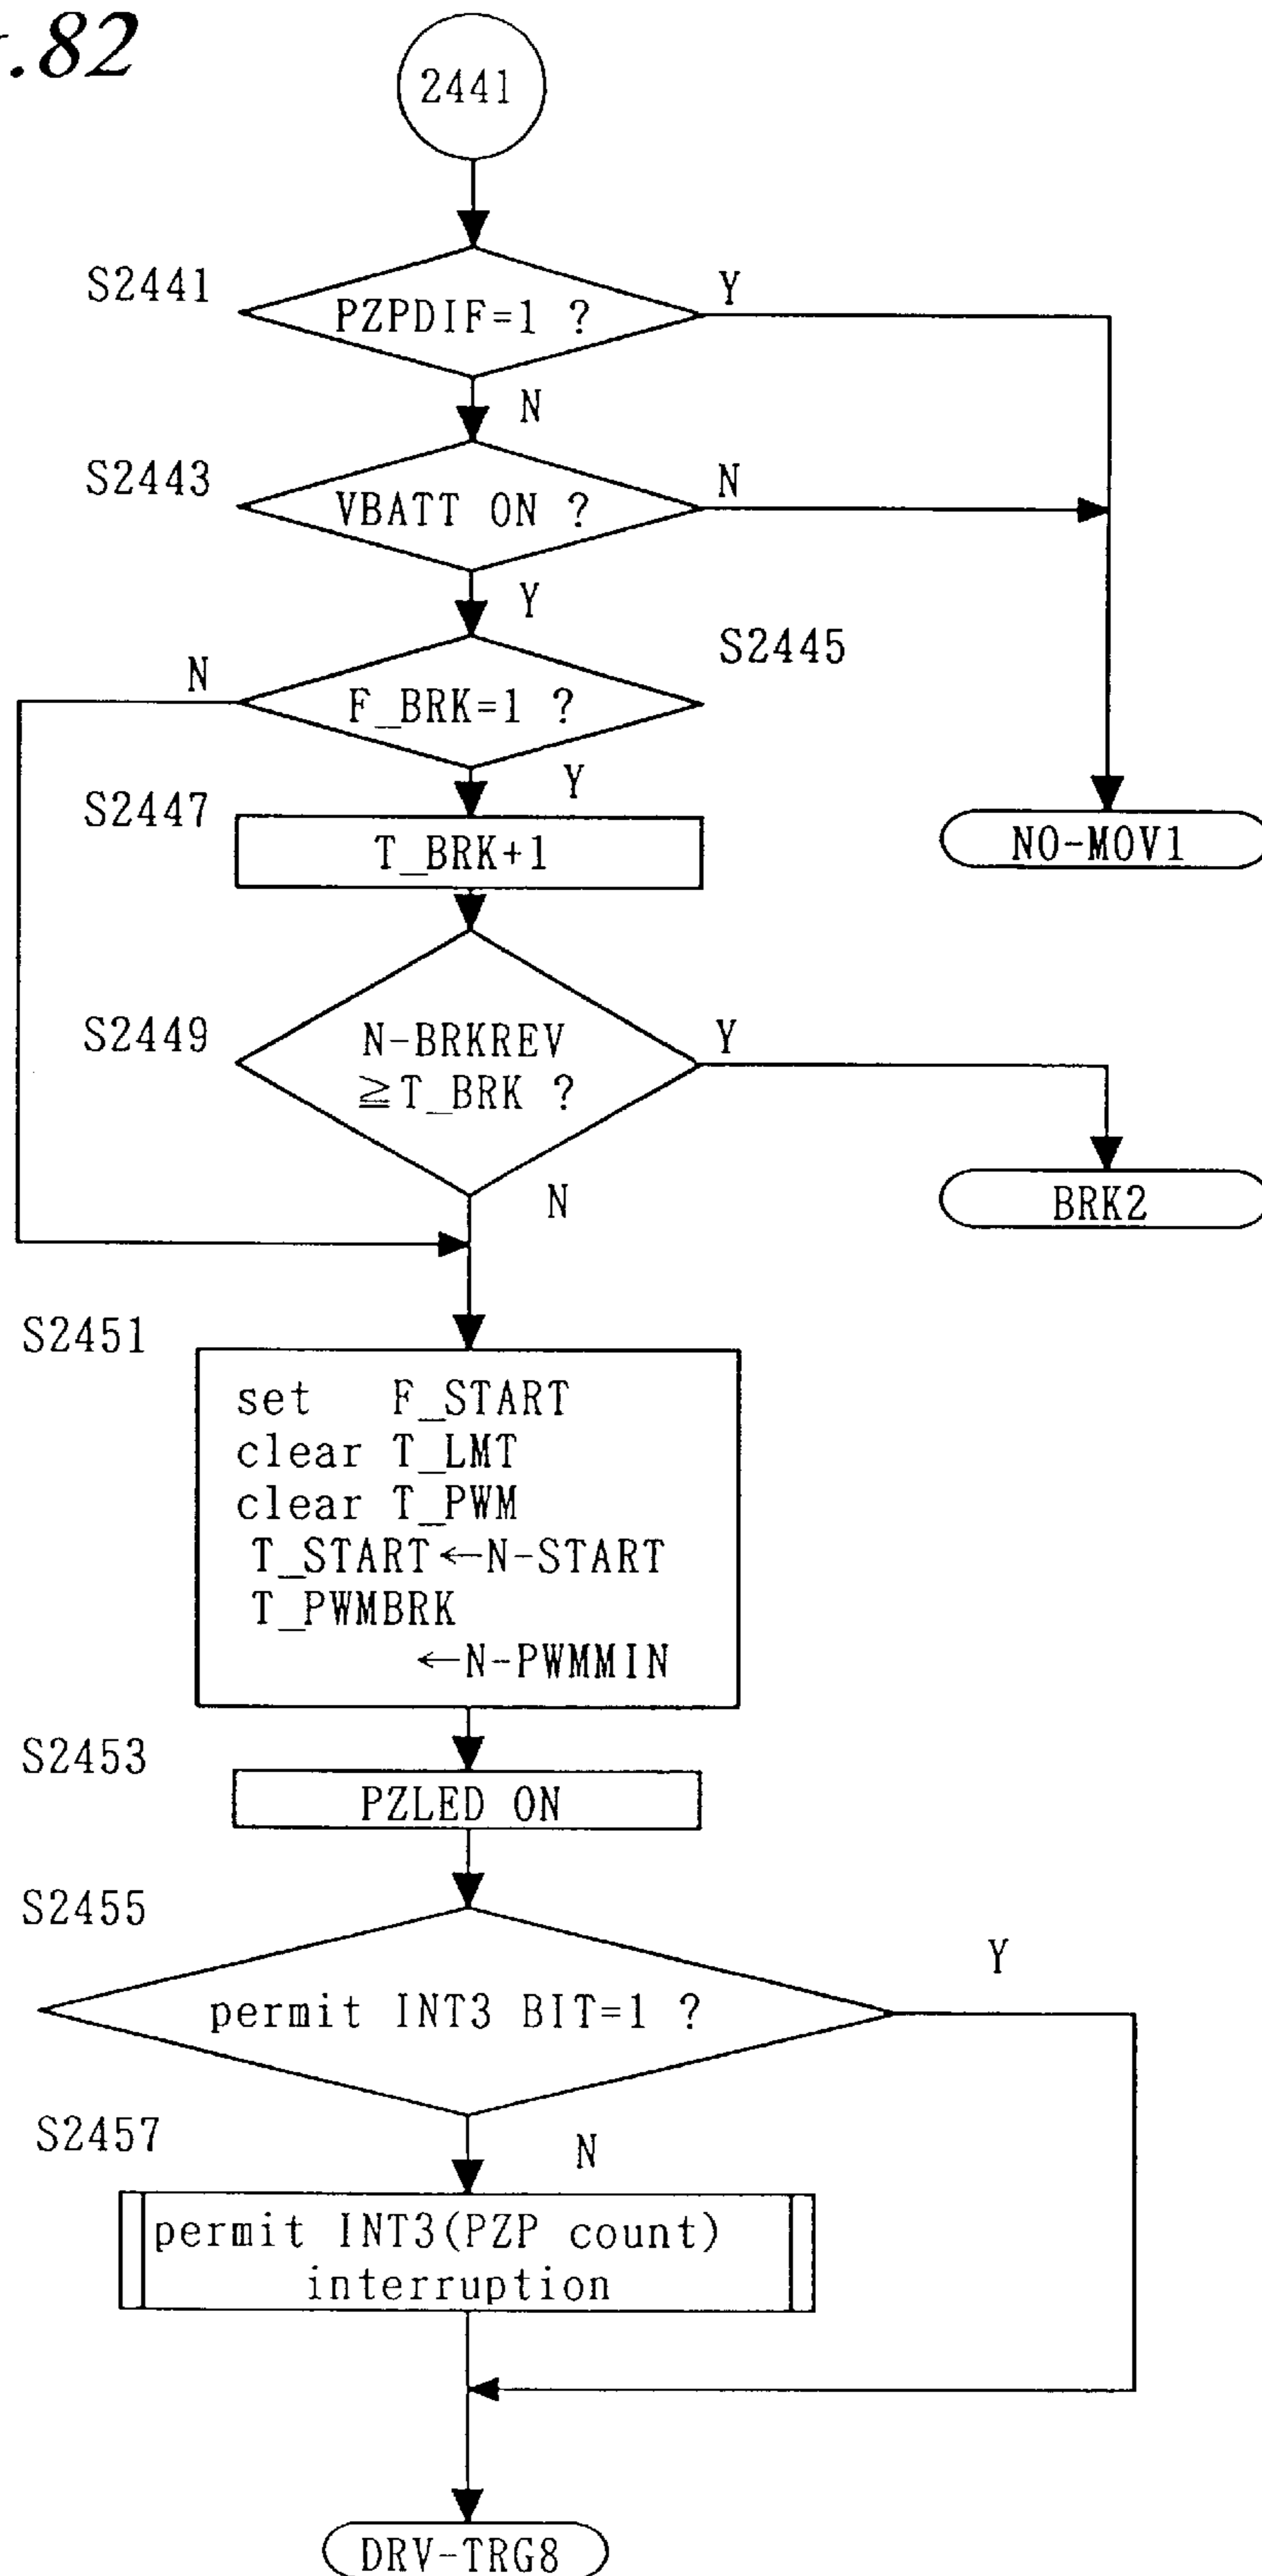 .82
2441
S2441
PZPDIF=1 ?
Y
N
S2443
VBATT ON ?
N
Y
S2445
N
F_BRK=1 ?
Y
S2447
T_BRK+1
NO-MOV1
S2449
N-BRKREV
≧T_BRK ?
Y
N
BRK2
S2451
set F_START
clear T_LMT
clear T_PWM
T_START←N-START
T_PWMBRK
←N-PWMMIN
S2453
PZLED ON
S2455
permit INT3 BIT=1 ?
Y
N
S2457
permit INT3(PZP count)
interruption
DRV-TRG8